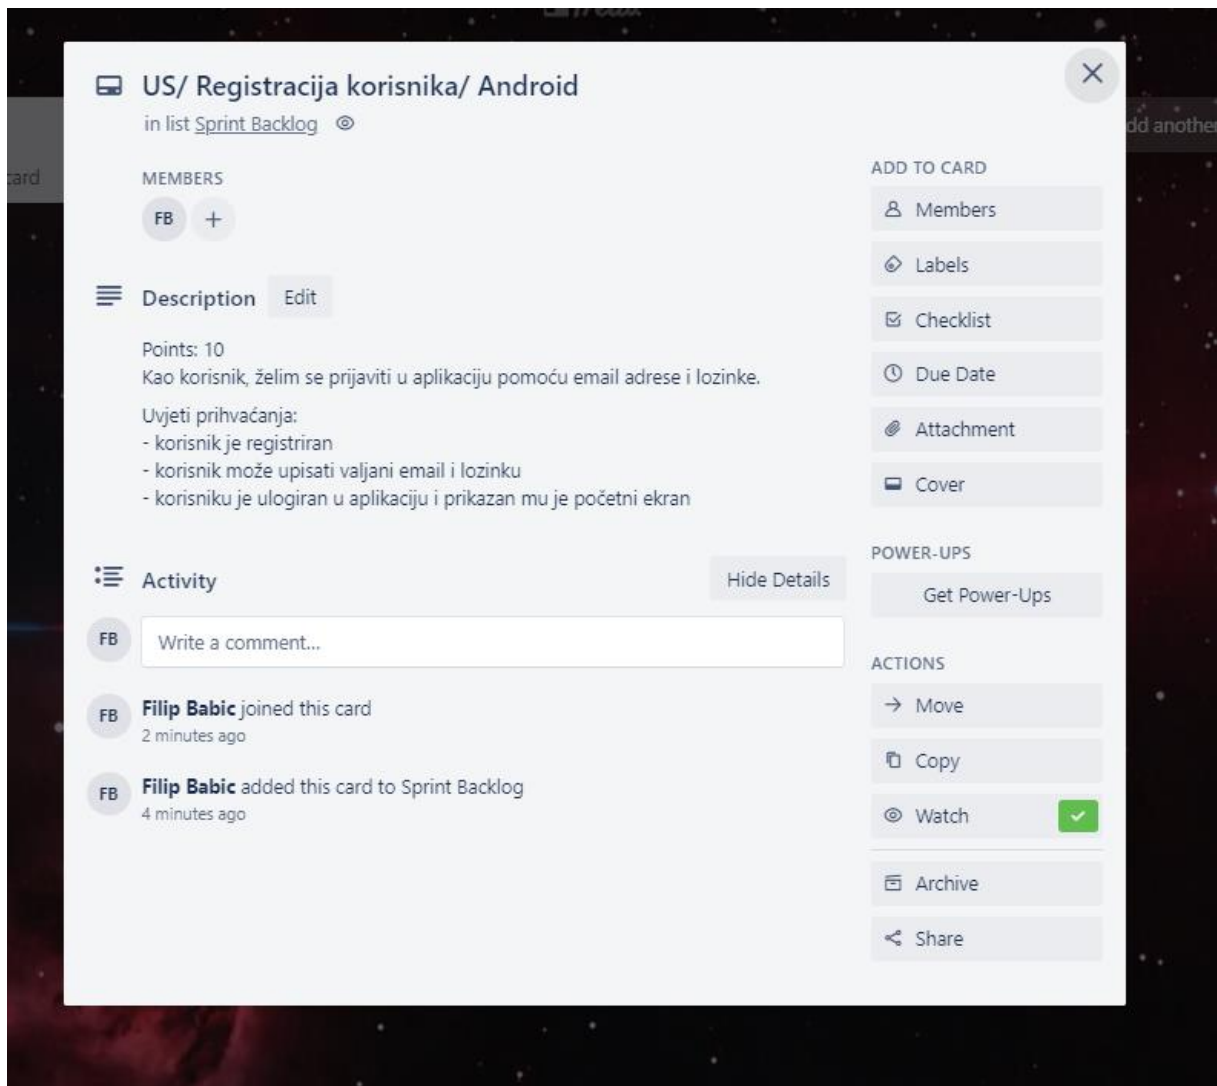 US/ Registracija korisnika/ Android
in list Sprint Backlog
dd another
card
MEMBERS
FB +
Description Edit
Points: 10
Kao korisnik, želim se prijaviti u aplikaciju pomoću email adrese i lozinke.
Uvjeti prihvaćanja:
- korisnik je registriran
- korisnik može upisati valjani email i lozinku
- korisniku je ulogiran u aplikaciju i prikazan mu je početni ekran
Activity Hide Details
FB Write a comment...
FB Filip Babic joined this card
2 minutes ago
FB Filip Babic added this card to Sprint Backlog
4 minutes ago
ADD TO CARD
Members
Labels
Checklist
Due Date
Attachment
Cover
POWER-UPS
Get Power-Ups
ACTIONS
Move
Copy
Watch
Archive
Share